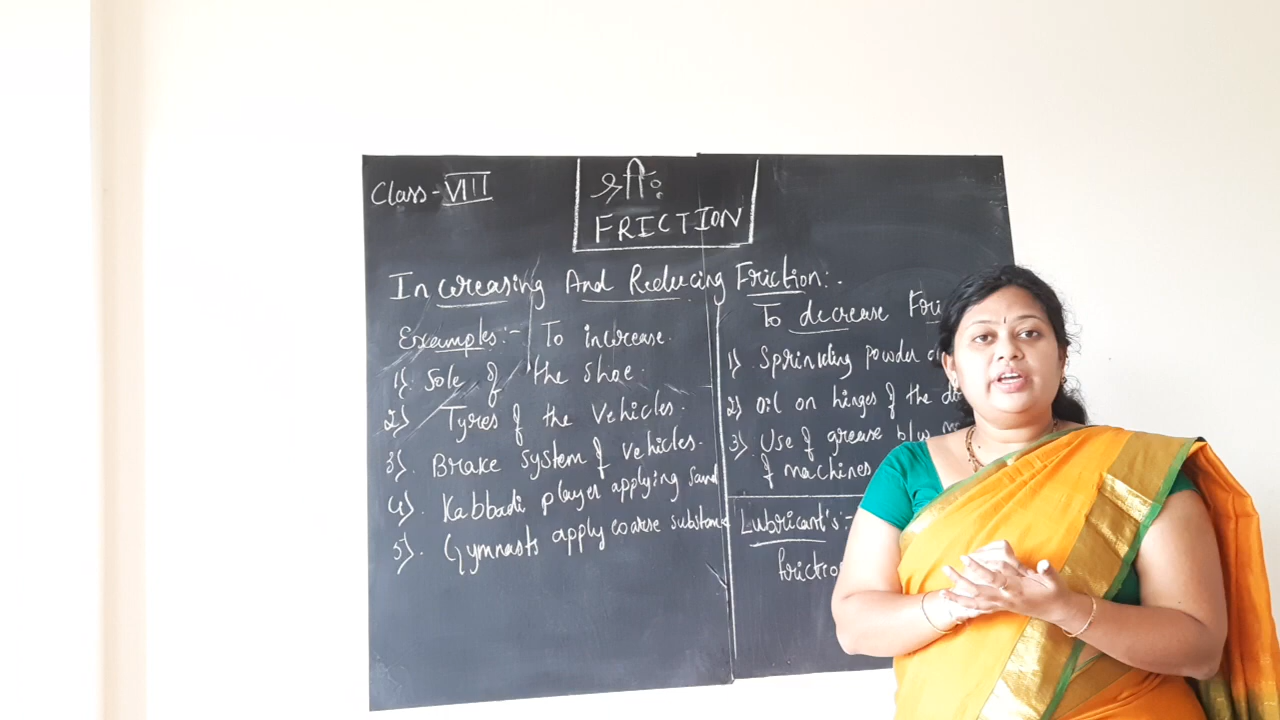 Class - VIII
श्रीः
FRICTION
Increasing And Reducing Friction:-
Examples:- To increase.
1). Sole of the shoe.
2) Tyres of the vehicles.
3). Brake system of vehicles.
4). Kabbadi player applying sand
5). Gymnasts apply coarse substance
To decrease
1). Sprinkling powder
2) Oil on hinges of the
3). Use of grease b/w
of machines
Lubricant's:-